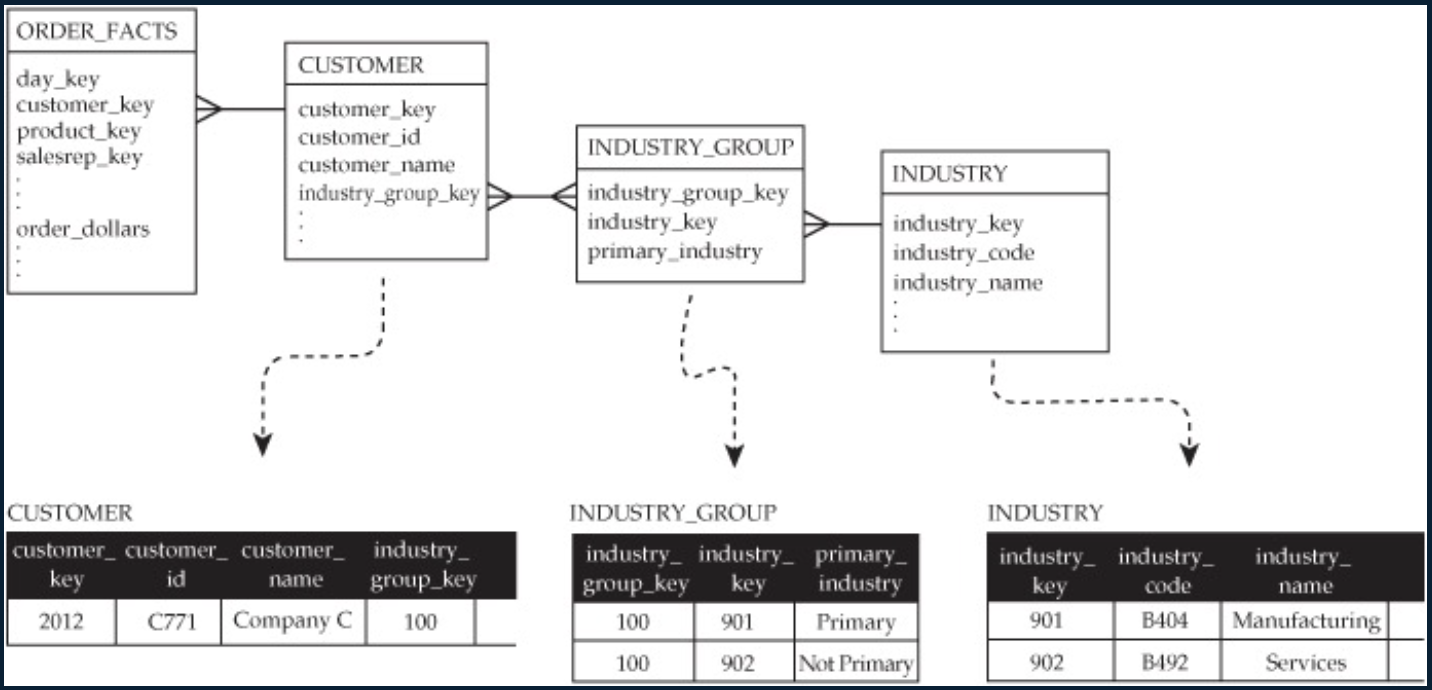 ORDER_FACTS
day_key
customer_key
product_key
salesrep_key
.
.
.
order_dollars
.
.
.
CUSTOMER
customer_key
customer_id
customer_name
industry_group_key
.
.
.
INDUSTRY_GROUP
industry_group_key
industry_key
primary_industry
INDUSTRY
industry_key
industry_code
industry_name
.
.
.
CUSTOMER
customer_ customer_ customer_ industry_
key id name group_key
2012 C771 Company C 100
INDUSTRY_GROUP
industry_ industry_ primary_
group_key key industry
100 901 Primary
100 902 Not Primary
INDUSTRY
industry_ industry_ industry_
key code name
901 B404 Manufacturing
902 B492 Services